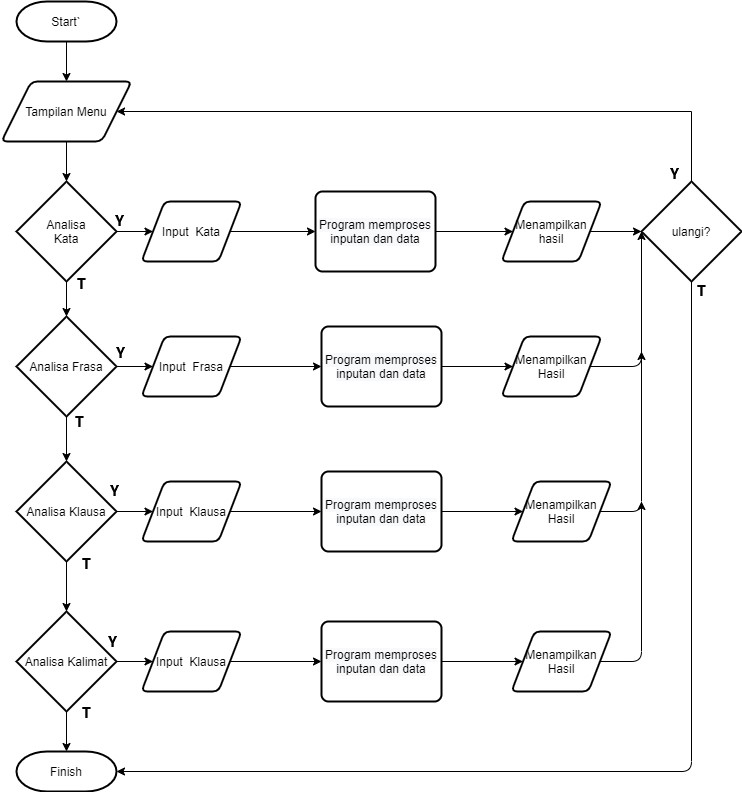 Start`
Tampilan Menu
Y
Analisa
Kata
Y
Input Kata
Program memproses
inputan dan data
Menampilkan
hasil
ulangi?
T
T
Analisa Frasa
Y
Input Frasa
Program memproses
inputan dan data
Menampilkan
Hasil
T
Analisa Klausa
Y
Input Klausa
Program memproses
inputan dan data
Menampilkan
Hasil
T
Analisa Kalimat
Y
Input Klausa
Program memproses
inputan dan data
Menampilkan
Hasil
T
Finish